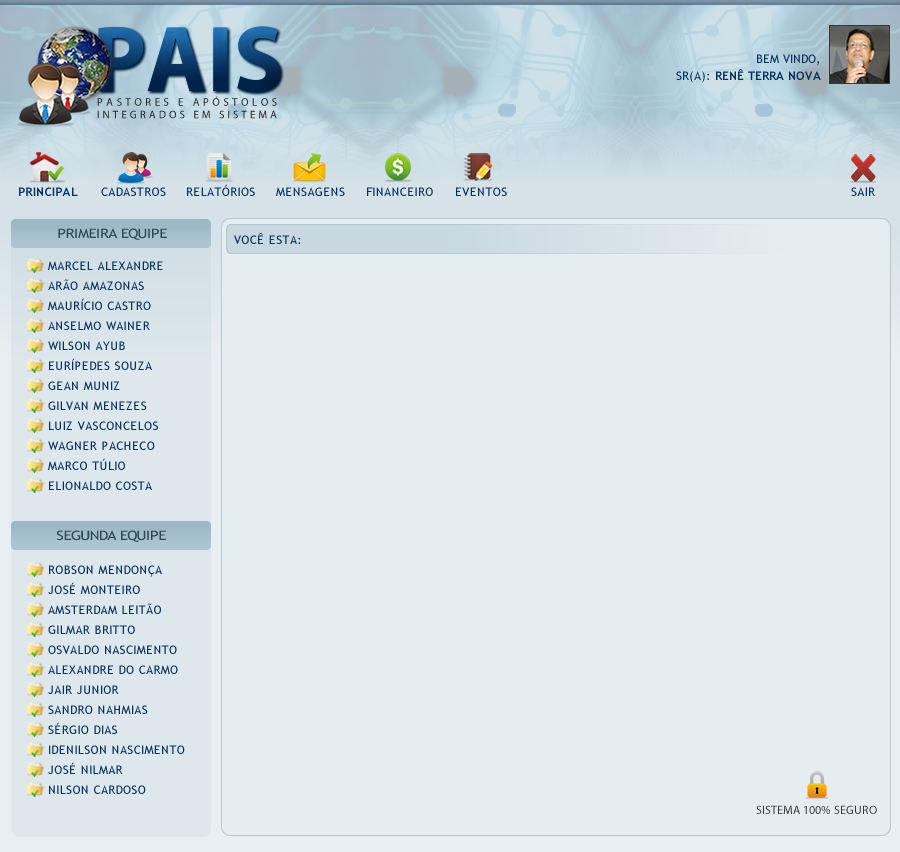 PAIS
PASTORES E APÓSTOLOS
INTEGRADOS EM SISTEMA
BEM VINDO,
SR(A): RENÊ TERRA NOVA
PRINCIPAL
CADASTROS
RELATÓRIOS
MENSAGENS
FINANCEIRO
EVENTOS
SAIR
PRIMEIRA EQUIPE
MARCEL ALEXANDRE
ARÃO AMAZONAS
MAURÍCIO CASTRO
ANSELMO WAINER
WILSON AYUB
EURÍPEDES SOUZA
GEAN MUNIZ
GILVAN MENEZES
LUIZ VASCONCELOS
WAGNER PACHECO
MARCO TÚLIO
ELIONALDO COSTA
SEGUNDA EQUIPE
ROBSON MENDONÇA
JOSÉ MONTEIRO
AMSTERDAM LEITÃO
GILMAR BRITTO
OSVALDO NASCIMENTO
ALEXANDRE DO CARMO
JAIR JUNIOR
SANDRO NAHMIAS
SÉRGIO DIAS
IDENILSON NASCIMENTO
JOSÉ NILMAR
NILSON CARDOSO
VOCÊ ESTA:
SISTEMA 100% SEGURO